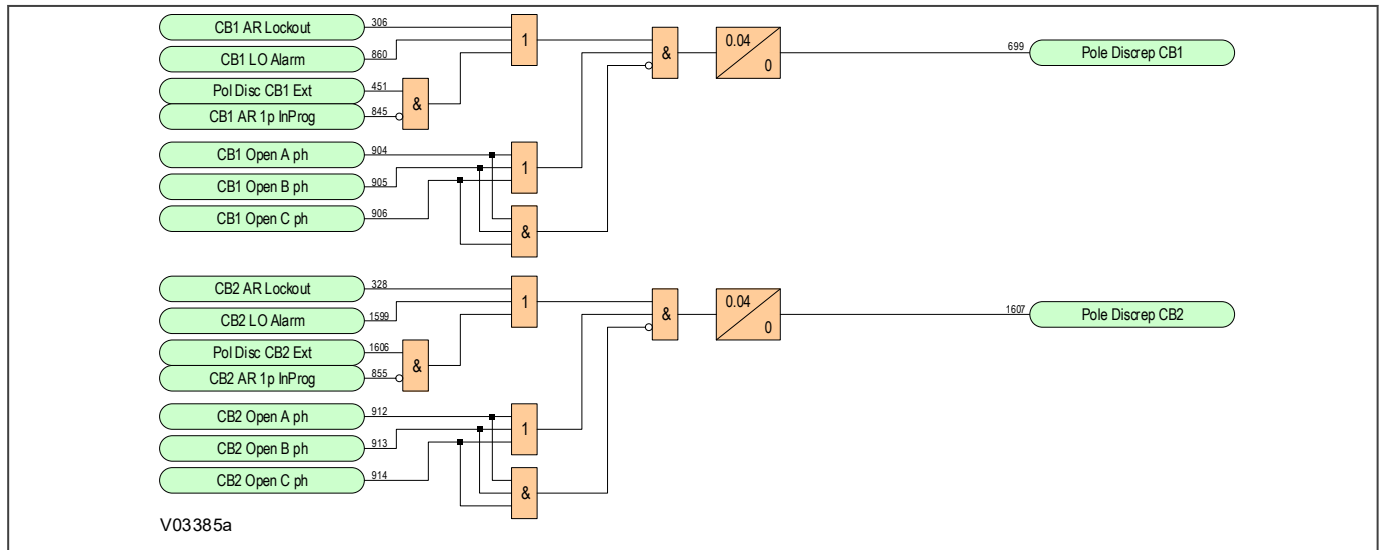 CB1 AR Lockout 306
CB1 LO Alarm 860
Pol Disc CB1 Ext 451
CB1 AR 1p InProg 845
&
1
CB1 Open A ph 904
CB1 Open B ph 905
CB1 Open C ph 906
1
&
&
0.04
0
699 Pole Discrep CB1
CB2 AR Lockout 328
CB2 LO Alarm 1599
Pol Disc CB2 Ext 1606
CB2 AR 1p InProg 855
&
1
CB2 Open A ph 912
CB2 Open B ph 913
CB2 Open C ph 914
1
&
&
0.04
0
1607 Pole Discrep CB2
V03385a